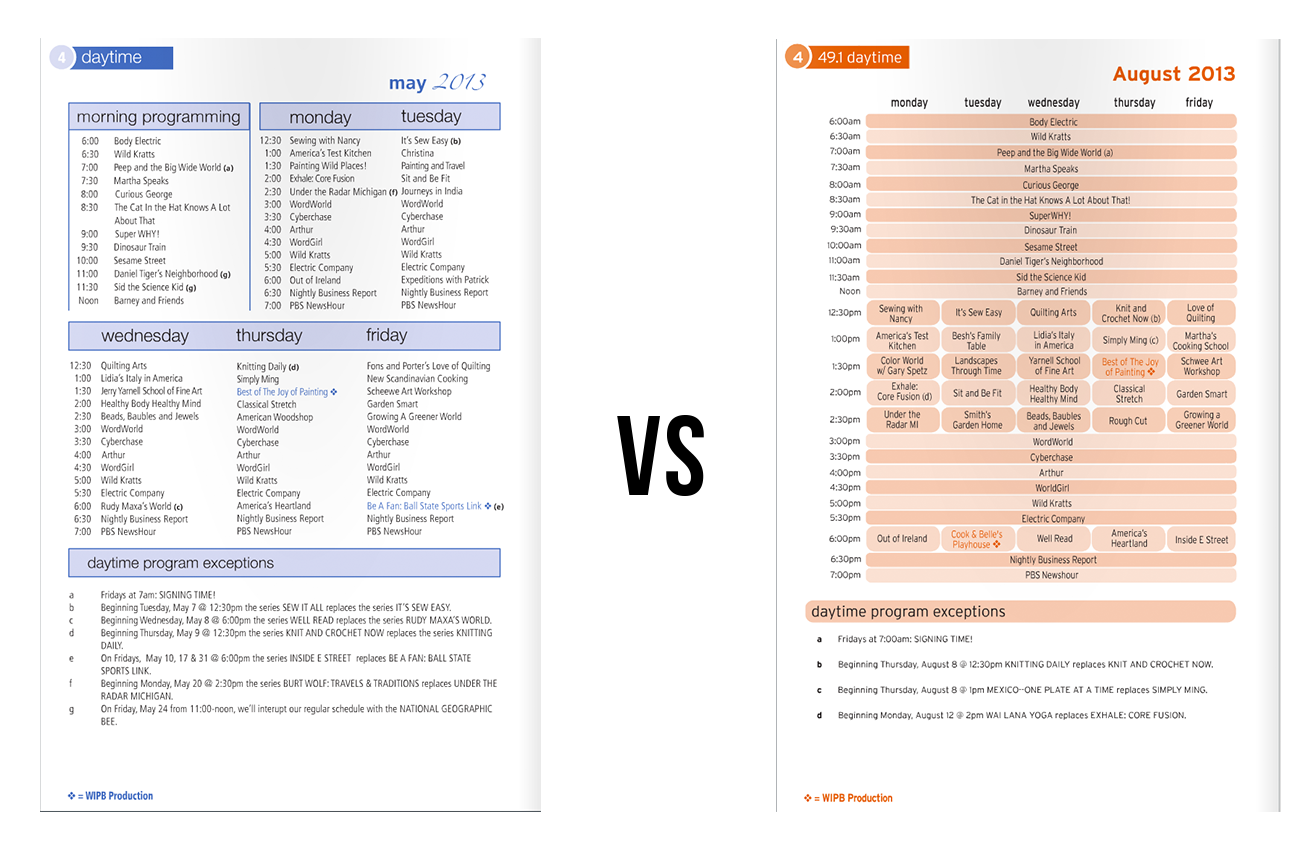 4 daytime
may 2013
morning programming
6:00 Body Electric
6:30 Wild Kratts
7:00 Peep and the Big Wide World (a)
7:30 Martha Speaks
8:00 Curious George
8:30 The Cat In the Hat Knows A Lot
About That
9:00 Super WHY!
9:30 Dinosaur Train
10:00 Sesame Street
11:00 Daniel Tiger's Neighborhood (g)
11:30 Sid the Science Kid (g)
Noon Barney and Friends
monday tuesday
12:30 Sewing with Nancy It's Sew Easy (b)
1:00 America's Test Kitchen Christina
1:30 Painting Wild Places! Painting and Travel
2:00 Exhale: Core Fusion Sit and Be Fit
2:30 Under the Radar Michigan (f) Journeys in India
3:00 WordWorld WordWorld
3:30 Cyberchase Cyberchase
4:00 Arthur Arthur
4:30 WordGirl WordGirl
5:00 Wild Kratts Wild Kratts
5:30 Electric Company Electric Company
6:00 Out of Ireland Expeditions with Patrick
6:30 Nightly Business Report Nightly Business Report
7:00 PBS NewsHour PBS NewsHour
wednesday thursday friday
12:30 Quilting Arts Knitting Daily (d) Fons and Porter's Love of Quilting
1:00 Lidia's Italy in America Simply Ming New Scandinavian Cooking
1:30 Jerry Yarnell School of Fine Art Best of The Joy of Painting ❖ Scheewe Art Workshop
2:00 Healthy Body Healthy Mind Classical Stretch Garden Smart
2:30 Beads, Baubles and Jewels American Woodshop Growing A Greener World
3:00 WordWorld WordWorld WordWorld
3:30 Cyberchase Cyberchase Cyberchase
4:00 Arthur Arthur Arthur
4:30 WordGirl WordGirl WordGirl
5:00 Wild Kratts Wild Kratts Wild Kratts
5:30 Electric Company Electric Company Electric Company
6:00 Rudy Maxa's World (c) America's Heartland Be A Fan: Ball State Sports Link ❖ (e)
6:30 Nightly Business Report Nightly Business Report Nightly Business Report
7:00 PBS NewsHour PBS NewsHour PBS NewsHour
daytime program exceptions
a Fridays at 7am: SIGNING TIME!
b Beginning Tuesday, May 7 @ 12:30pm the series SEW IT ALL replaces the series IT'S SEW EASY.
c Beginning Wednesday, May 8 @ 6:00pm the series WELL READ replaces the series RUDY MAXA'S WORLD.
d Beginning Thursday, May 9 @ 12:30pm the series KNIT AND CROCHET NOW replaces the series KNITTING
DAILY.
e On Fridays, May 10, 17 & 31 @ 6:00pm the series INSIDE E STREET replaces BE A FAN: BALL STATE
SPORTS LINK.
f Beginning Monday, May 20 @ 2:30pm the series BURT WOLF: TRAVELS & TRADITIONS replaces UNDER THE
RADAR MICHIGAN.
g On Friday, May 24 from 11:00-noon, we'll interupt our regular schedule with the NATIONAL GEOGRAPHIC
BEE.
❖ = WIPB Production
VS
4 49.1 daytime
August 2013
monday tuesday wednesday thursday friday
6:00am Body Electric
6:30am Wild Kratts
7:00am Peep and the Big Wide World (a)
7:30am Martha Speaks
8:00am Curious George
8:30am The Cat in the Hat Knows A Lot About That!
9:00am SuperWHY!
9:30am Dinosaur Train
10:00am Sesame Street
11:00am Daniel Tiger's Neighborhood
11:30am Sid the Science Kid
Noon Barney and Friends
12:30pm Sewing with Nancy It's Sew Easy Quilting Arts Knit and Crochet Now (b) Love of Quilting
1:00pm America's Test Kitchen Besh's Family Table Lidia's Italy in America Simply Ming (c) Martha's Cooking School
1:30pm Color World w/ Gary Spetz Landscapes Through Time Yarnell School of Fine Art Best of The Joy of Painting ❖ Schwee Art Workshop
2:00pm Exhale: Core Fusion (d) Sit and Be Fit Healthy Body Healthy Mind Classical Stretch Garden Smart
2:30pm Under the Radar MI Smith's Garden Home Beads, Baubles and Jewels Rough Cut Growing a Greener World
3:00pm WordWorld
3:30pm Cyberchase
4:00pm Arthur
4:30pm WorldGirl
5:00pm Wild Kratts
5:30pm Electric Company
6:00pm Out of Ireland Cook & Belle's Playhouse ❖ Well Read America's Heartland Inside E Street
6:30pm Nightly Business Report
7:00pm PBS Newshour
daytime program exceptions
a Fridays at 7:00am: SIGNING TIME!
b Beginning Thursday, August 8 @ 12:30pm KNITTING DAILY replaces KNIT AND CROCHET NOW.
c Beginning Thursday, August 8 @ 1pm MEXICO--ONE PLATE AT A TIME replaces SIMPLY MING.
d Beginning Monday, August 12 @ 2pm WAI LANA YOGA replaces EXHALE: CORE FUSION.
❖ = WIPB Production